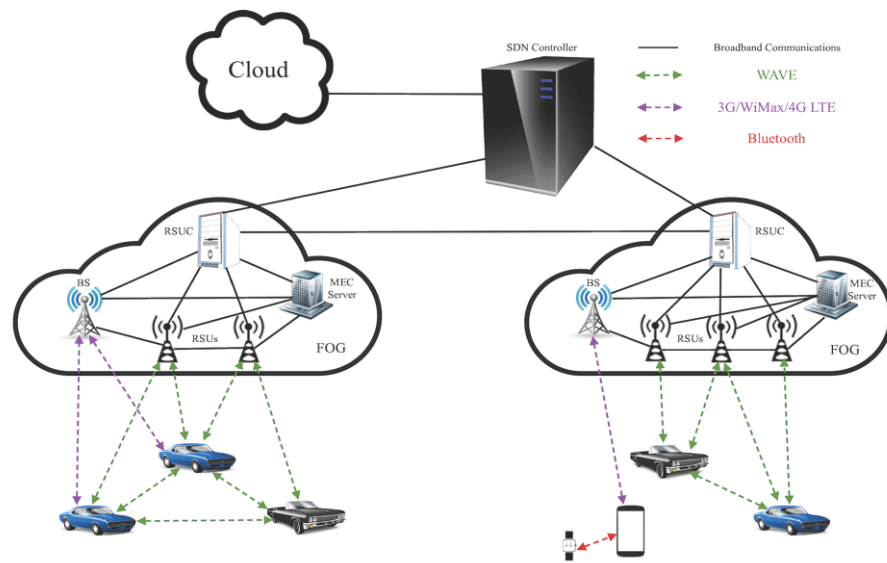 SDN Controller
Broadband Communications
Cloud
WAVE
3G/WiMax/4G LTE
Bluetooth
RSUC
BS
MEC
Server
RSUs
FOG
RSUC
BS
MEC
Server
RSUs
FOG